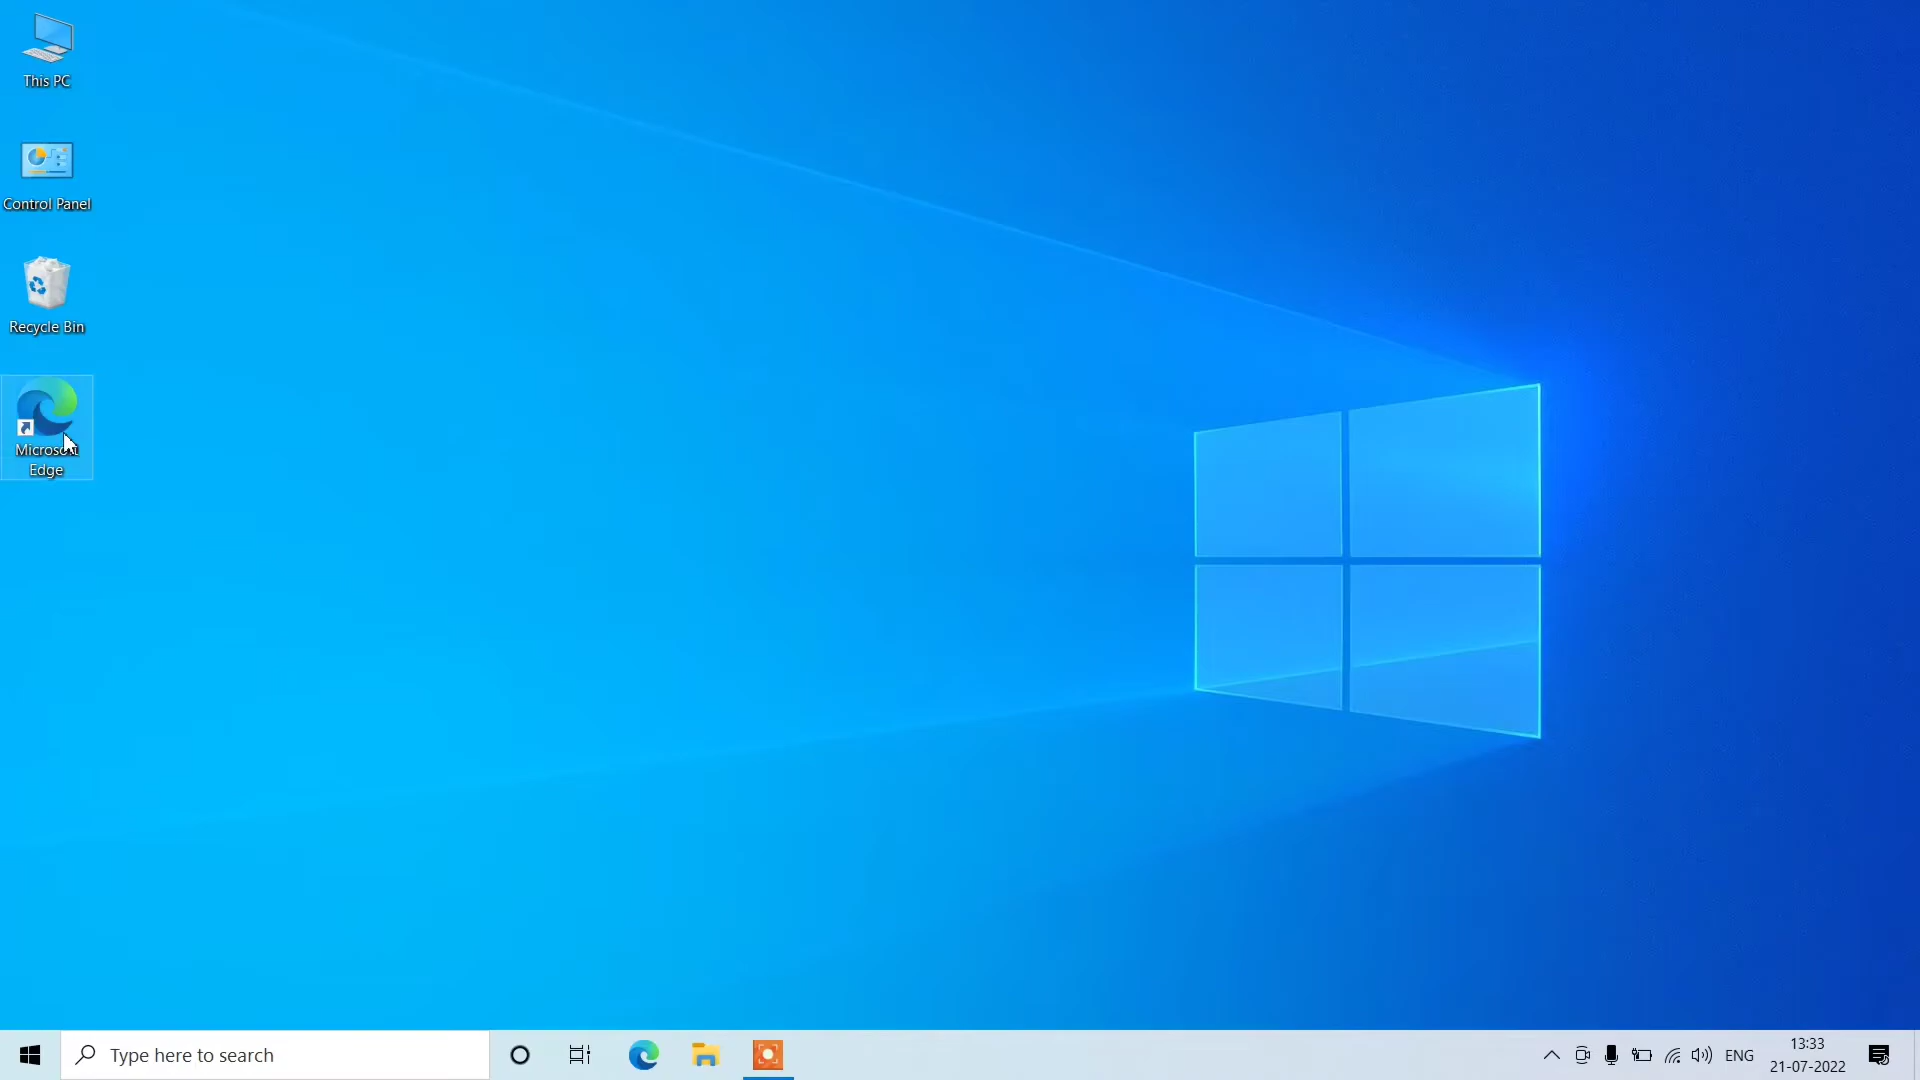 This PC
Control Panel
Recycle Bin
Microsoft
Edge
Type here to search
ENG
13:33
21-07-2022